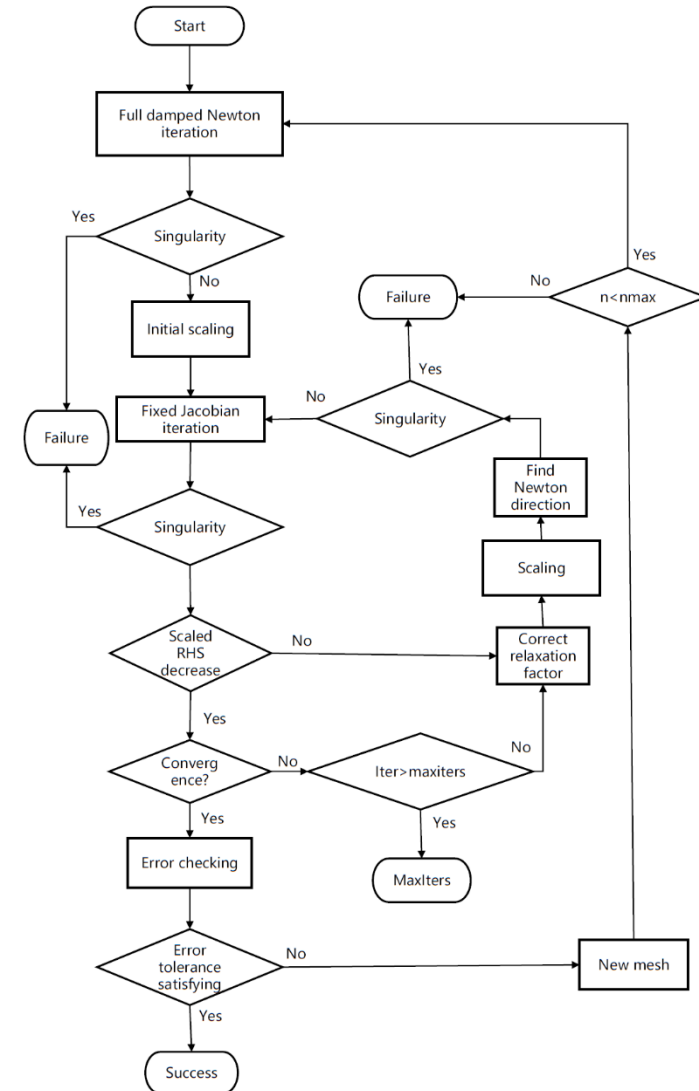 Start
Full damped Newton
iteration
Yes
Singularity
No
Yes
No
n<nmax
Failure
Initial scaling
Yes
No
Singularity
Fixed Jacobian
iteration
Failure
Find
Newton
direction
Yes
Singularity
Scaling
Scaled
RHS
decrease
No
Correct
relaxation
factor
Yes
Converg
ence?
No
Iter>maxiters
No
Yes
Yes
Error checking
MaxIters
Error
tolerance
satisfying
No
New mesh
Yes
Success